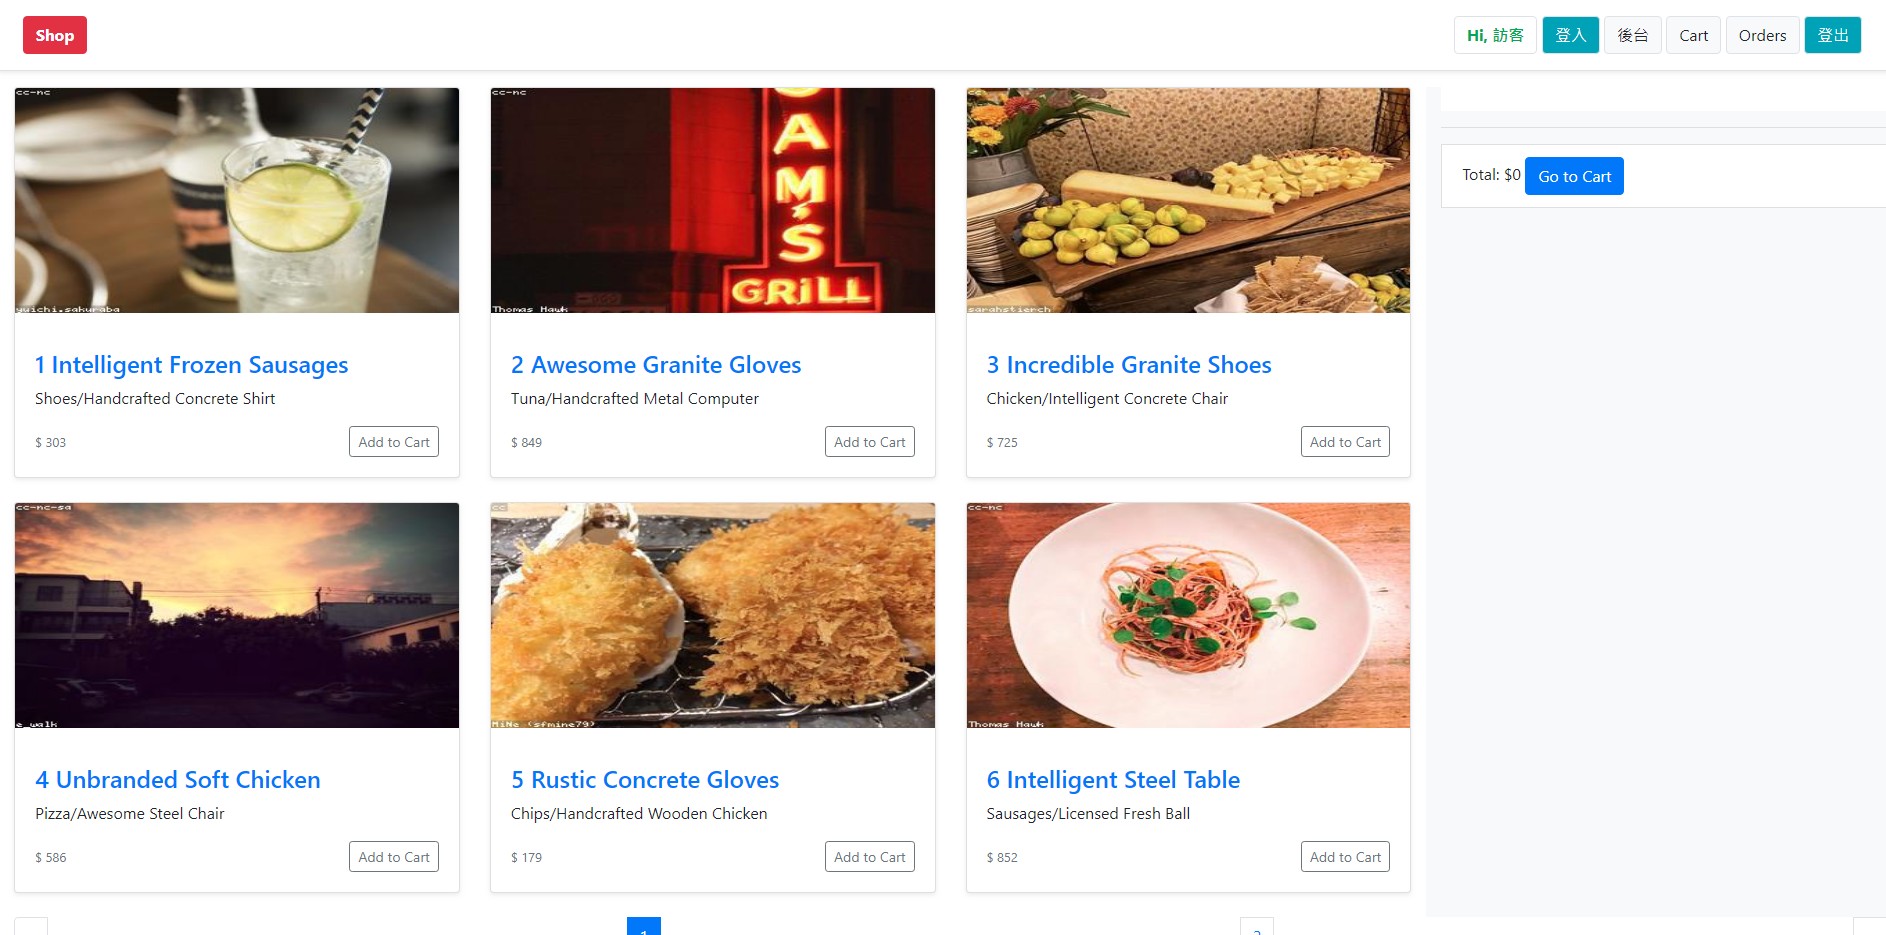 Shop
Hi, 訪客
登入
後台
Cart
Orders
登出
cc-nc
yuichi.sakuraba
cc-nc
AM'S
GRiLL
Thomas Hawk
cc-nc
sarahstierch
Total: $0
Go to Cart
1 Intelligent Frozen Sausages
Shoes/Handcrafted Concrete Shirt
$ 303
Add to Cart
2 Awesome Granite Gloves
Tuna/Handcrafted Metal Computer
$ 849
Add to Cart
3 Incredible Granite Shoes
Chicken/Intelligent Concrete Chair
$ 725
Add to Cart
cc-nc-sa
e_walk
cc
MiNe (sfmine79)
cc-nc
Thomas Hawk
4 Unbranded Soft Chicken
Pizza/Awesome Steel Chair
$ 586
Add to Cart
5 Rustic Concrete Gloves
Chips/Handcrafted Wooden Chicken
$ 179
Add to Cart
6 Intelligent Steel Table
Sausages/Licensed Fresh Ball
$ 852
Add to Cart
1
2